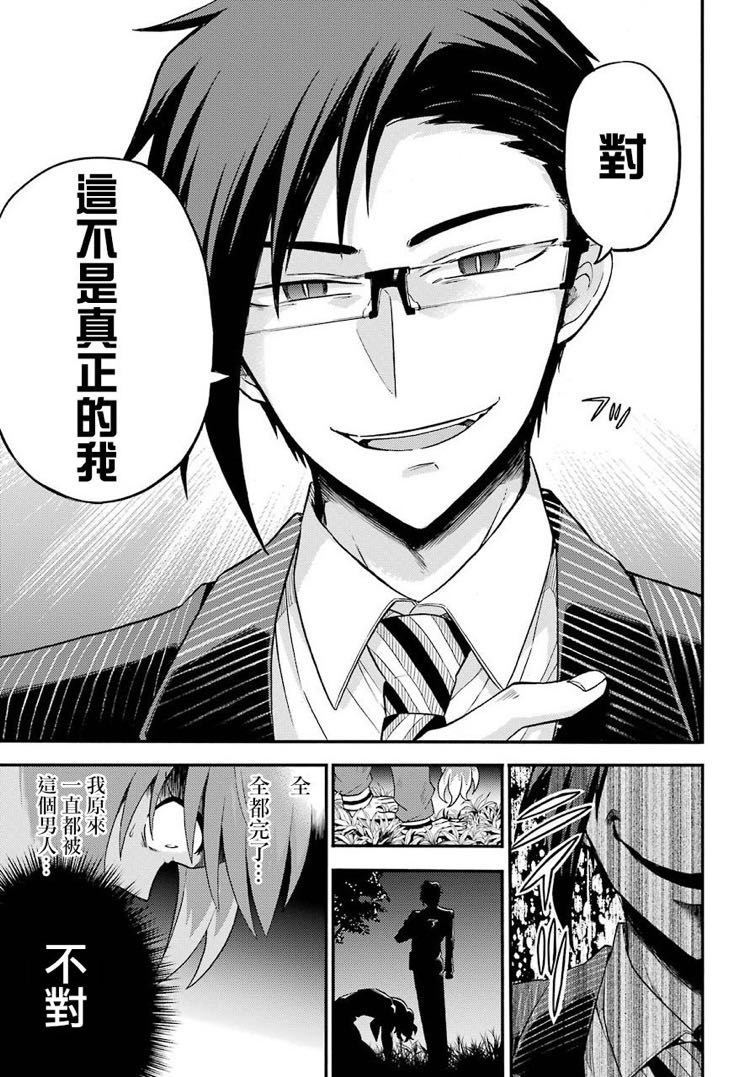 對
這不是真正的我
フッ
全
全都完了…
我原來
一直都被
這個男人…
不對